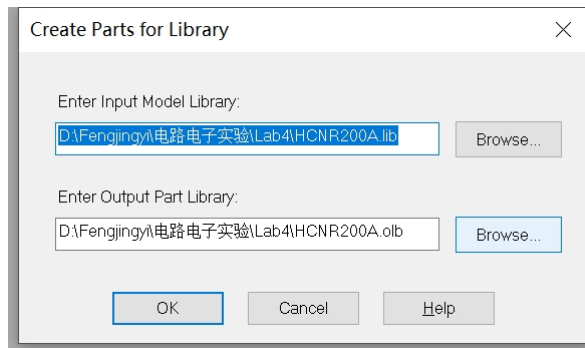 Create Parts for Library
Enter Input Model Library:
D:\Fengjingyi\电路电子实验\Lab4\HCNR200A.lib
Browse...
Enter Output Part Library:
D:\Fengjingyi\电路电子实验\Lab4\HCNR200A.olb
Browse...
OK
Cancel
Help